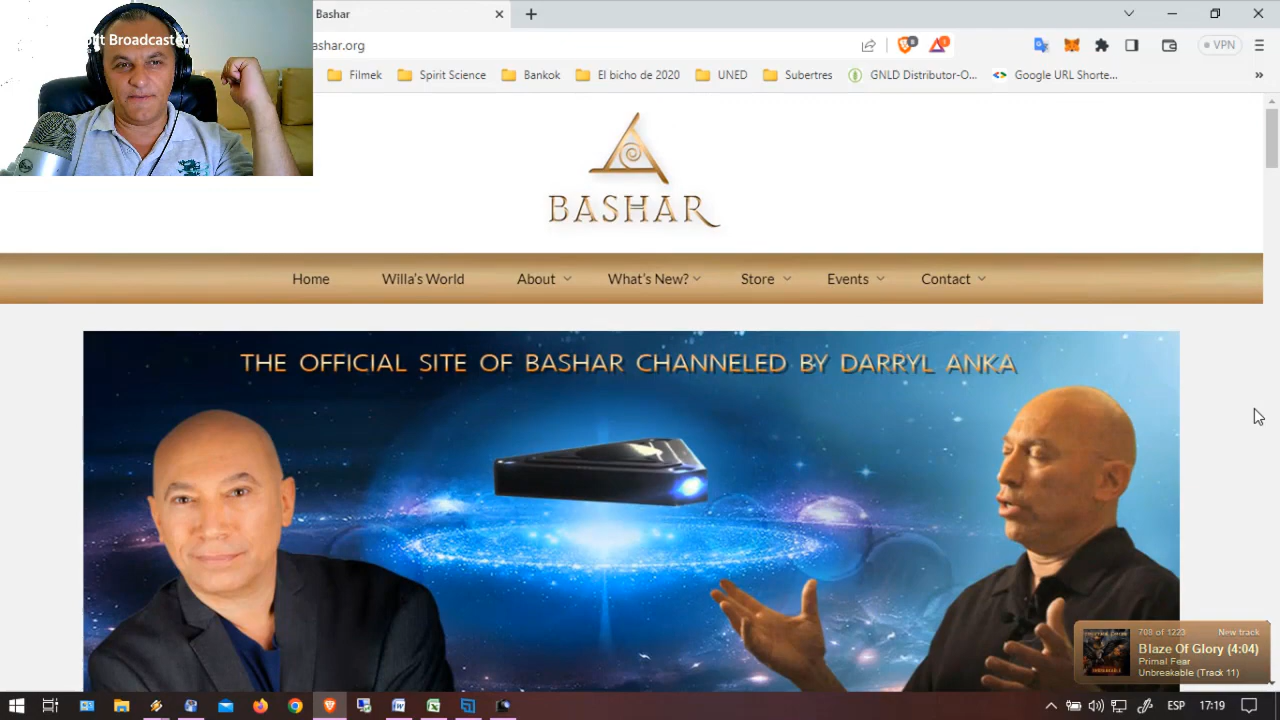 out Broadcaster
Bashar
ashar.org
VPN
Filmek
Spirit Science
Bankok
El bicho de 2020
UNED
Subertres
GNLD Distributor-O...
Google URL Shorte...
»
BASHAR
Home
Willa's World
About
What's New?
Store
Events
Contact
THE OFFICIAL SITE OF BASHAR CHANNELED BY DARRYL ANKA
708 of 1223 New track
Blaze Of Glory (4:04)
Primal Fear
Unbreakable (Track 11)
ESP
17:19